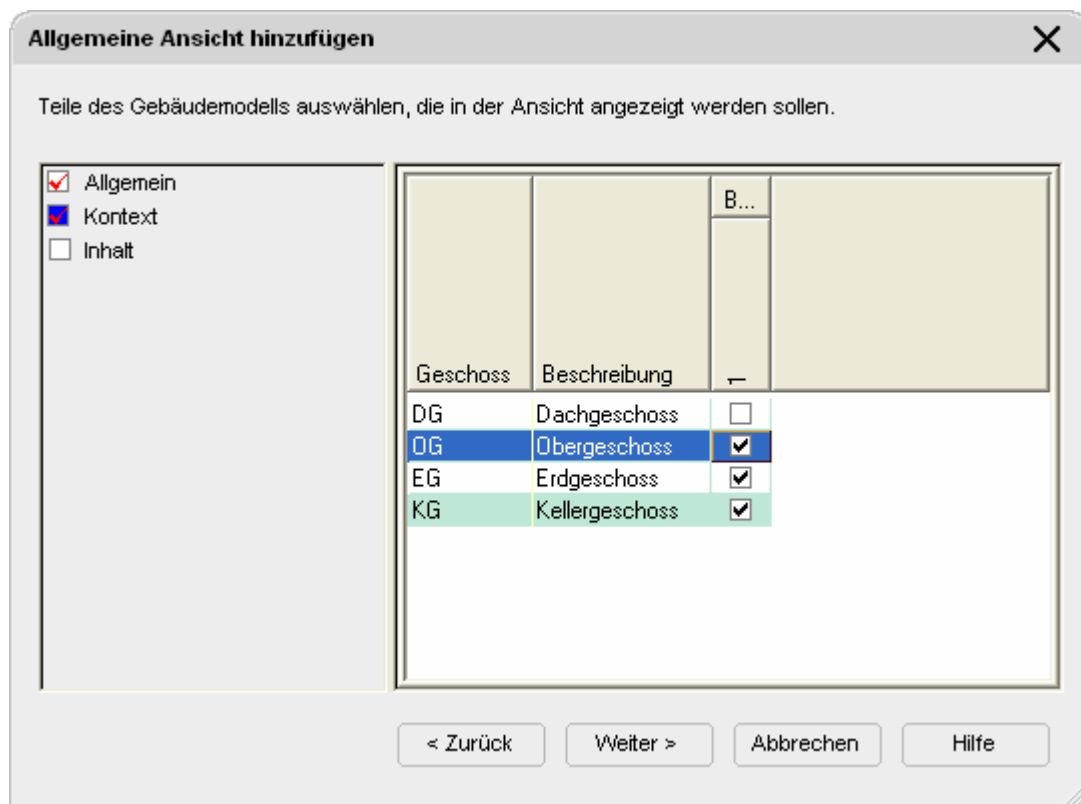 Allgemeine Ansicht hinzufügen
Teile des Gebäudemodells auswählen, die in der Ansicht angezeigt werden sollen.
Allgemein
Kontext
Inhalt
B...
Geschoss Beschreibung 1
DG Dachgeschoss
OG Obergeschoss
EG Erdgeschoss
KG Kellergeschoss
< Zurück Weiter > Abbrechen Hilfe